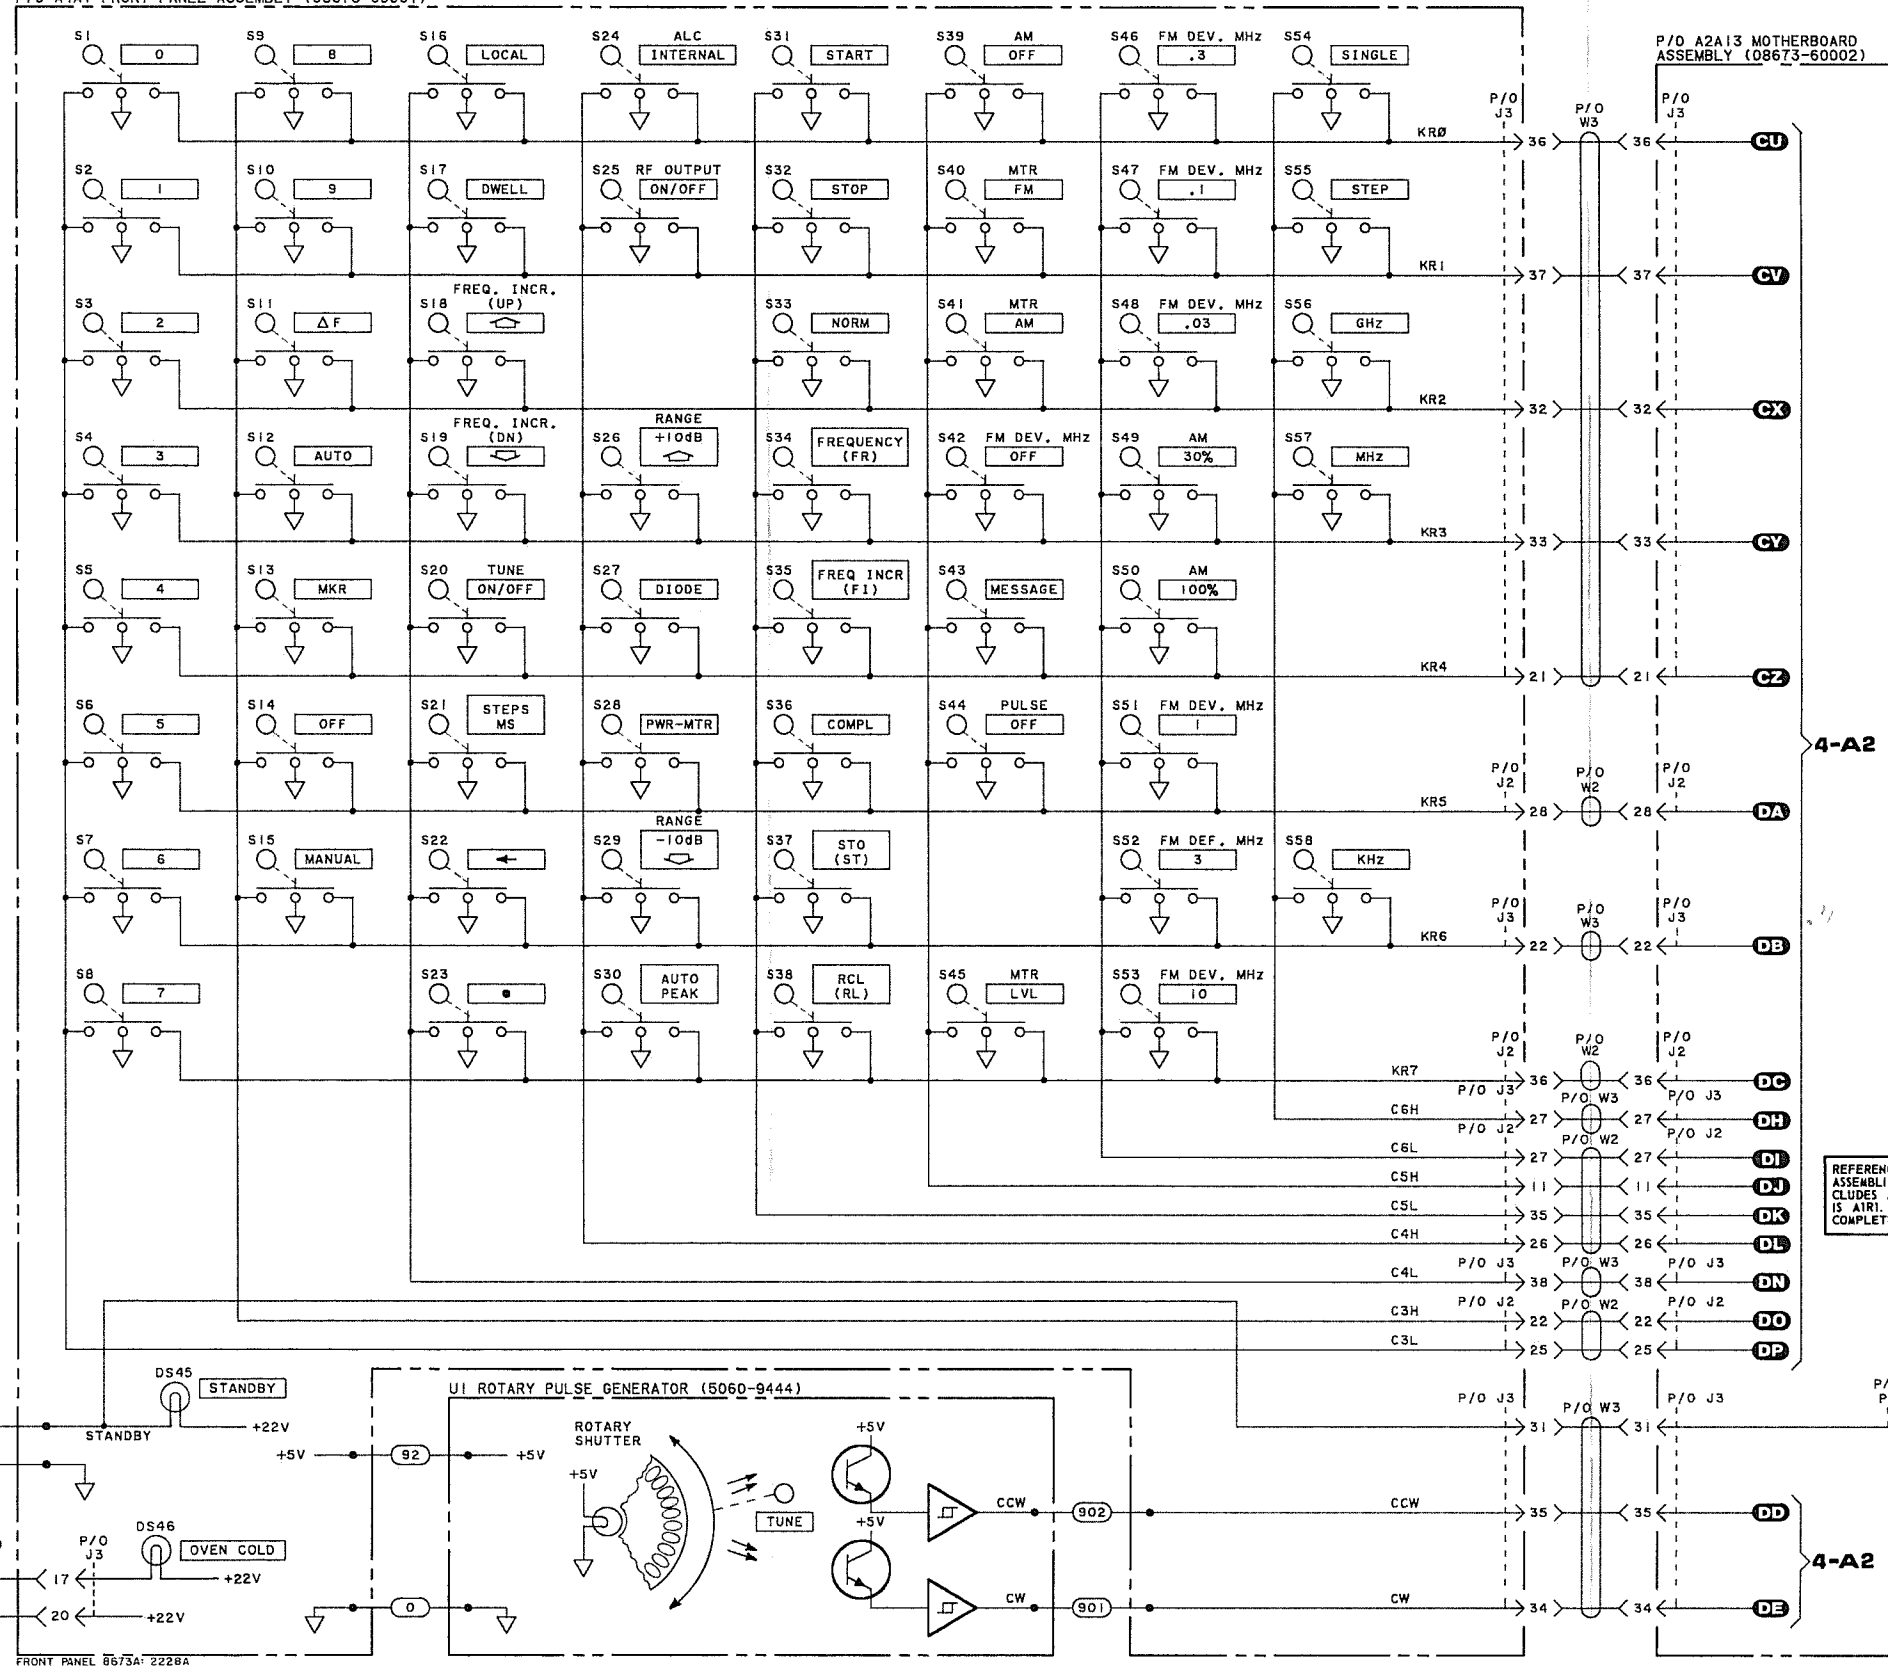 S1 0 S9 8 S16 LOCAL S24 ALC INTERNAL S31 START S39 AM OFF S46 FM DEV. MHz .3 S54 SINGLE
P/O A2A13 MOTHERBOARD
ASSEMBLY (08673-60002)
P/O J3 P/O W3 P/O J3
KRØ 36 36 CU
S2 1 S10 9 S17 DWELL S25 RF OUTPUT ON/OFF S32 STOP S40 MTR FM S47 FM DEV. MHz .1 S55 STEP
KR1 37 37 CV
S3 2 S11 ΔF S18 FREQ. INCR. (UP) S33 NORM S41 MTR AM S48 FM DEV. MHz .03 S56 GHz
KR2 32 32 CX
S4 3 S12 AUTO S19 FREQ. INCR. (DN) S26 RANGE +10dB S34 FREQUENCY (FR) S42 FM DEV. MHz OFF S49 AM 30% S57 MHz
KR3 33 33 CY
S5 4 S13 MKR S20 TUNE ON/OFF S27 DIODE S35 FREQ INCR (FI) S43 MESSAGE S50 AM 100%
KR4 21 21 CZ
S6 5 S14 OFF S21 STEPS MS S28 PWR-MTR S36 COMPL S44 PULSE OFF S51 FM DEV. MHz 1
4-A2
P/O J2 P/O W2 P/O J2
KR5 28 28 DA
S7 6 S15 MANUAL S22 ← S29 RANGE -10dB S37 STO (ST) S52 FM DEF. MHz 3 S58 KHz
P/O J3 P/O W3 P/O J3
KR6 22 22 DB
S8 7 S23 S30 AUTO PEAK S38 RCL (RL) S45 MTR LVL S53 FM DEV. MHz 10
P/O J2 P/O W2 P/O J2
KR7 36 36 DC
P/O J3 P/O W3 P/O J3
C6H 27 27 DH
P/O J2 P/O W2 P/O J2
C6L 27 27 DI
C5H 11 11 DJ
C5L 35 35 DK
C4H 26 26 DL
P/O J3 P/O W3 P/O J3
C4L 38 38 DN
P/O J2 P/O W2 P/O J2
C3H 22 22 DO
C3L 25 25 DP
IS A1R1.
DS45 STANDBY
STANDBY +22V
U1 ROTARY PULSE GENERATOR (5060-9444)
P/O J3 P/O W3 P/O J3
31 31
+5V 92 +5V
ROTARY
SHUTTER
+5V
+5V
TUNE
CCW 902 CCW 35 35 DD
+5V
4-A2
DS46 OVEN COLD
P/O J3
17 +22V
20 +22V
0
CW 901 CW 34 34 DE
FRONT PANEL 8673A: 2228A